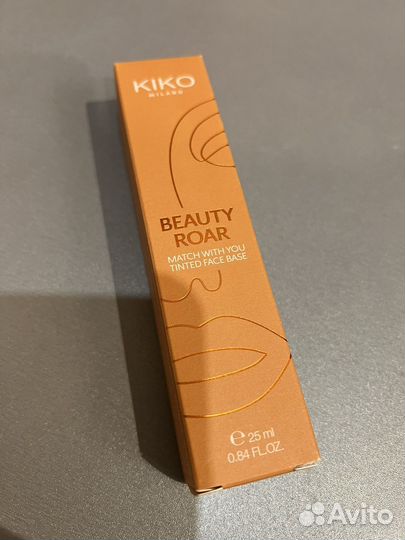 KIKO
MILANO
BEAUTY
ROAR
MATCH WITH YOU
TINTED FACE BASE
℮ 25 ml
0.84 FL.OZ.
Avito